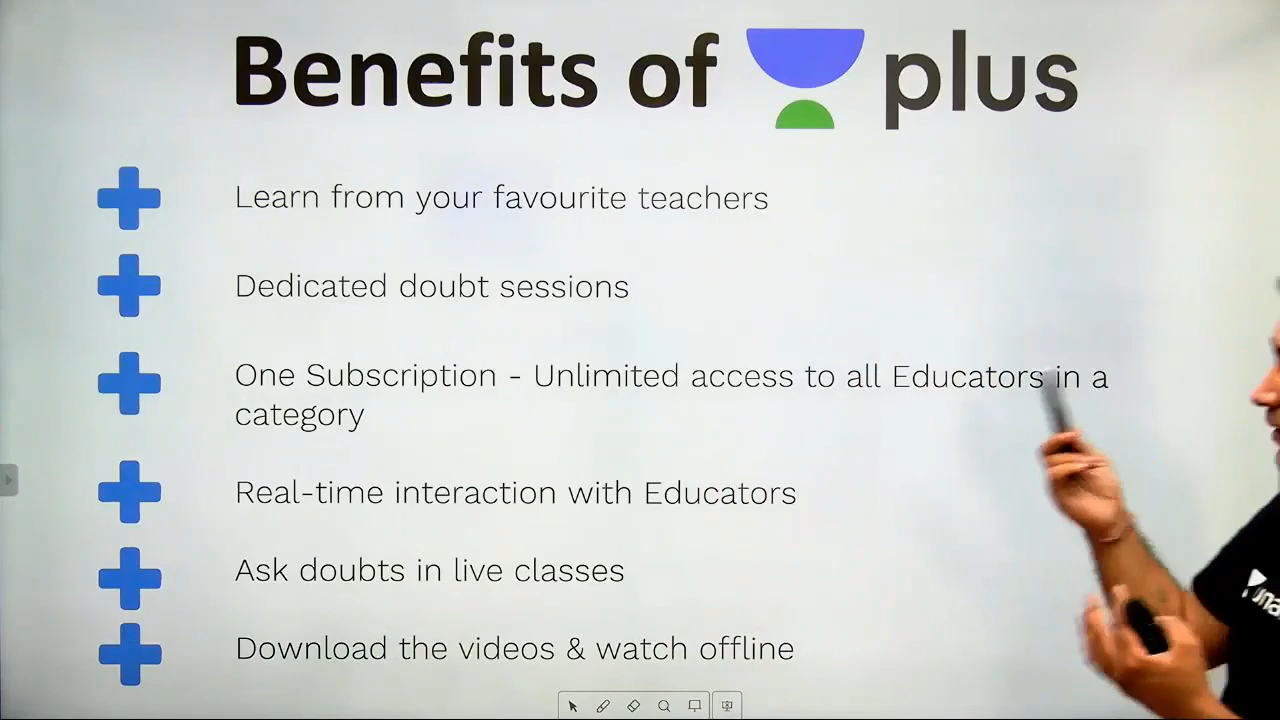 Benefits of plus
Learn from your favourite teachers
Dedicated doubt sessions
One Subscription - Unlimited access to all Educators in a
category
Real-time interaction with Educators
Ask doubts in live classes
Download the videos & watch offline